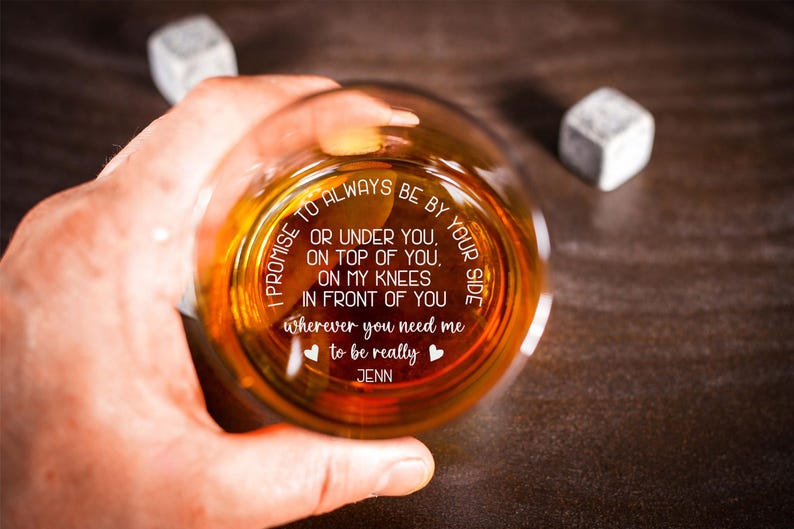 I PROMISE TO ALWAYS BE BY YOUR SIDE
OR UNDER YOU,
ON TOP OF YOU,
ON MY KNEES
IN FRONT OF YOU
wherever you need me
to be really
JENN